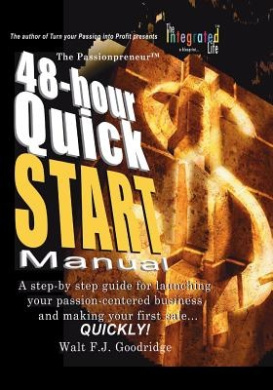 The author of Turn your Passion into Profit presents
The Integrated Life
The Passionpreneur™
48-hour
Quick
START
Manual
A step-by step guide for launching
your passion-centered business
and making your first sale...
QUICKLY!
Walt F.J. Goodridge